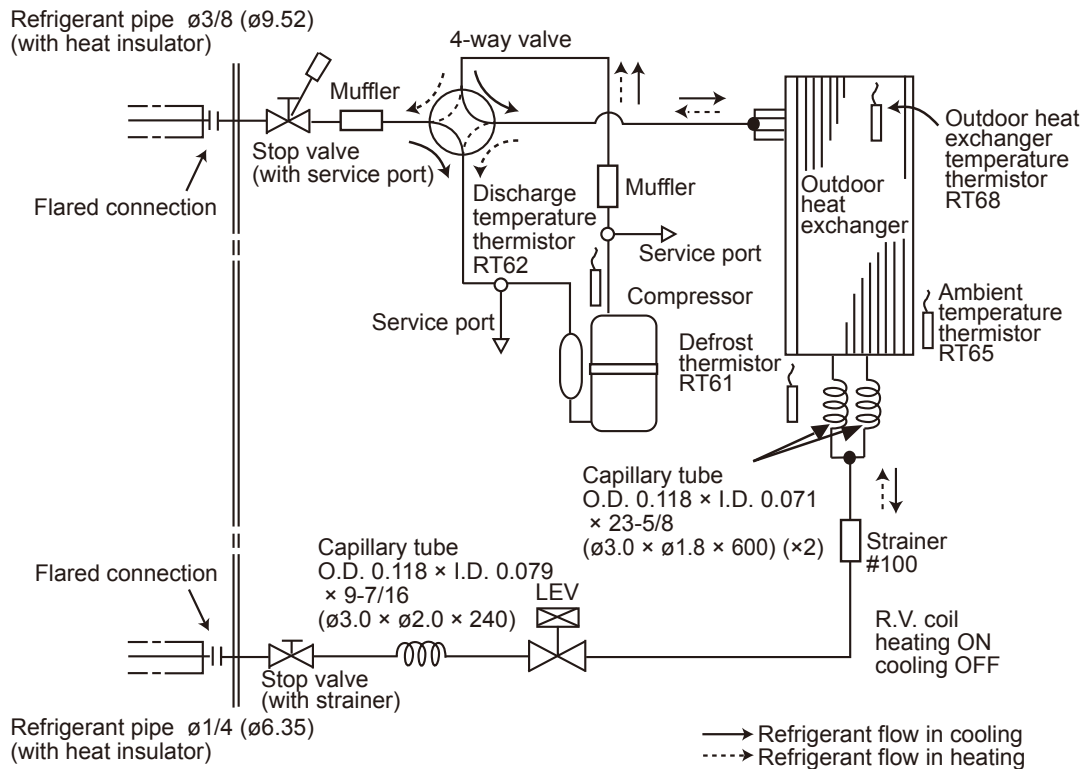 Refrigerant pipe ø3/8 (ø9.52)
(with heat insulator)
4-way valve
Muffler
Stop valve
(with service port)
Flared connection
Discharge
temperature
thermistor
RT62
Muffler
Service port
Service port
Compressor
Outdoor
heat
exchanger
Outdoor heat
exchanger
temperature
thermistor
RT68
Ambient
temperature
thermistor
RT65
Defrost
thermistor
RT61
Capillary tube
O.D. 0.118 × I.D. 0.071
× 23-5/8
(ø3.0 × ø1.8 × 600) (×2)
Strainer
#100
Flared connection
Capillary tube
O.D. 0.118 × I.D. 0.079
× 9-7/16
(ø3.0 × ø2.0 × 240)
LEV
R.V. coil
heating ON
cooling OFF
Stop valve
(with strainer)
Refrigerant pipe ø1/4 (ø6.35)
(with heat insulator)
Refrigerant flow in cooling
Refrigerant flow in heating